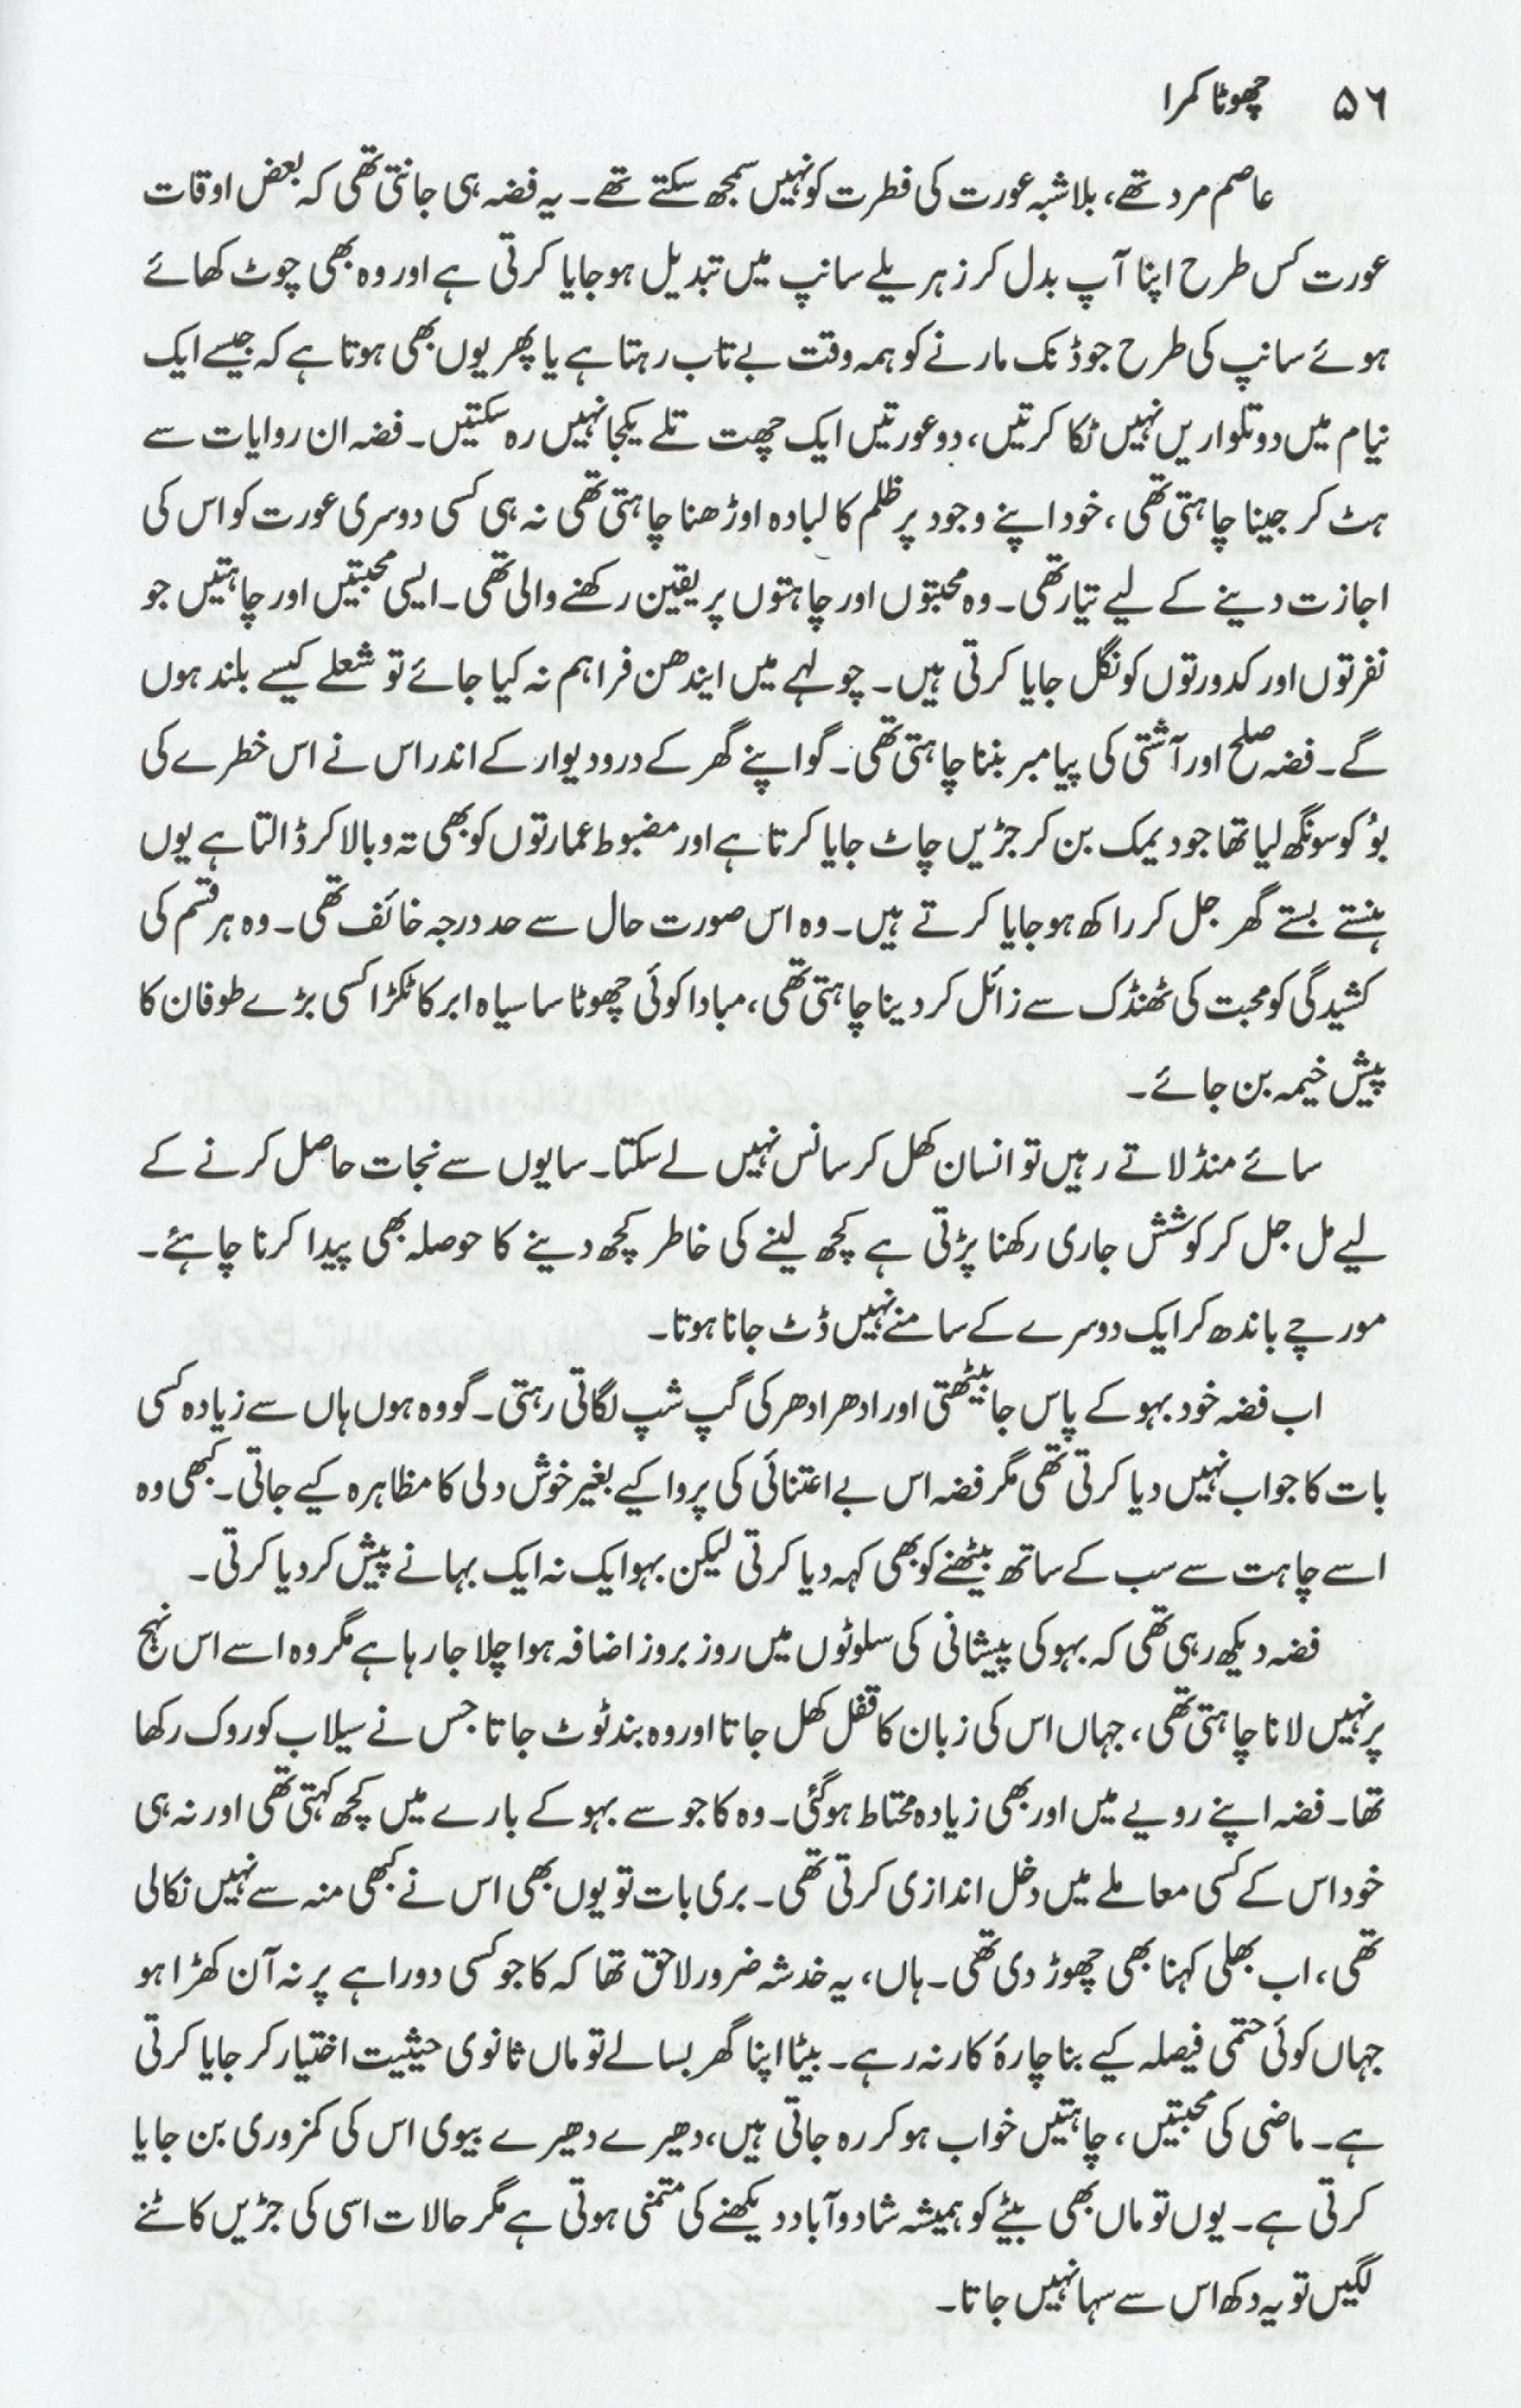 ۵۶ چھوٹا کمرا
عاصم مرد تھے، بلاشبہ عورت کی فطرت کو نہیں سمجھ سکتے تھے۔ یہ فضہ ہی جانتی تھی کہ بعض اوقات
عورت کس طرح اپنا آپ بدل کر زہریلے سانپ میں تبدیل ہو جایا کرتی ہے اور وہ بھی چوٹ کھائے
ہوئے سانپ کی طرح جو ڈنک مارنے کو ہمہ وقت بے تاب رہتا ہے یا پھر یوں بھی ہوتا ہے کہ جیسے ایک
نیام میں دو تلواریں نہیں ٹکا کرتیں، دو عورتیں ایک چھت تلے یکجا نہیں رہ سکتیں۔ فضہ ان روایات سے
ہٹ کر جینا چاہتی تھی، خود اپنے وجود پر ظلم کا لبادہ اوڑھنا چاہتی تھی نہ ہی کسی دوسری عورت کو اس کی
اجازت دینے کے لیے تیار تھی۔ وہ محبتوں اور چاہتوں پر یقین رکھنے والی تھی۔ ایسی محبتیں اور چاہتیں جو
نفرتوں اور کدورتوں کو نگل جایا کرتی ہیں۔ چولہے میں ایندھن فراہم نہ کیا جائے تو شعلے کیسے بلند ہوں
گے۔ فضہ صلح اور آشتی کی پیامبر بننا چاہتی تھی۔ گو اپنے گھر کے در و دیوار کے اندر اس نے اس خطرے کی
بوُ کو سونگھ لیا تھا جو دیمک بن کر جڑیں چاٹ جایا کرتا ہے اور مضبوط عمارتوں کو بھی تہ و بالا کر ڈالتا ہے یوں
ہنستے بستے گھر جل کر راکھ ہو جایا کرتے ہیں۔ وہ اس صورت حال سے حد درجہ خائف تھی۔ وہ ہر قسم کی
کشیدگی کو محبت کی ٹھنڈک سے زائل کر دینا چاہتی تھی، مبادا کوئی چھوٹا سا سیاہ ابر کا ٹکڑا کسی بڑے طوفان کا
پیش خیمہ بن جائے۔
سائے منڈلاتے رہیں تو انسان کھل کر سانس نہیں لے سکتا۔ سایوں سے نجات حاصل کرنے کے
لیے مل جل کر کوشش جاری رکھنا پڑتی ہے کچھ لینے کی خاطر کچھ دینے کا حوصلہ بھی پیدا کرنا چاہئے۔
مورچے باندھ کر ایک دوسرے کے سامنے نہیں ڈٹ جانا ہوتا۔
اب فضہ خود بہو کے پاس جا بیٹھتی اور ادھر ادھر کی گپ شپ لگاتی رہتی۔ گو وہ ہوں ہاں سے زیادہ کسی
بات کا جواب نہیں دیا کرتی تھی مگر فضہ اس بے اعتنائی کی پروا کیے بغیر خوش دلی کا مظاہرہ کیے جاتی۔ کبھی وہ
اسے چاہت سے سب کے ساتھ بیٹھنے کو بھی کہہ دیا کرتی لیکن بہو ایک نہ ایک بہانے پیش کر دیا کرتی۔
فضہ دیکھ رہی تھی کہ بہو کی پیشانی کی سلوٹوں میں روز بروز اضافہ ہوا چلا جا رہا ہے مگر وہ اسے اس نہج
پر نہیں لانا چاہتی تھی، جہاں اس کی زبان کا قفل کھل جاتا اور وہ بند ٹوٹ جاتا جس نے سیلاب کو روک رکھا
تھا۔ فضہ اپنے رویے میں اور بھی زیادہ محتاط ہو گئی۔ وہ کاجو سے بہو کے بارے میں کچھ کہتی تھی اور نہ ہی
خود اس کے کسی معاملے میں دخل اندازی کرتی تھی۔ بری بات تو یوں بھی اس نے کبھی منہ سے نہیں نکالی
تھی، اب بھلی کہنا بھی چھوڑ دی تھی۔ ہاں، یہ خدشہ ضرور لاحق تھا کہ کاجو کسی دوراہے پر نہ آن کھڑا ہو
جہاں کوئی حتمی فیصلہ کیے بنا چارۂ کار نہ رہے۔ بیٹا اپنا گھر بسا لے تو ماں ثانوی حیثیت اختیار کر جایا کرتی
ہے۔ ماضی کی محبتیں، چاہتیں خواب ہو کر رہ جاتی ہیں، دھیرے دھیرے بیوی اس کی کمزوری بن جایا
کرتی ہے۔ یوں تو ماں بھی بیٹے کو ہمیشہ شاد و آباد دیکھنے کی متمنی ہوتی ہے مگر حالات اسی کی جڑیں کاٹنے
لگیں تو یہ دکھ اس سے سہا نہیں جاتا۔